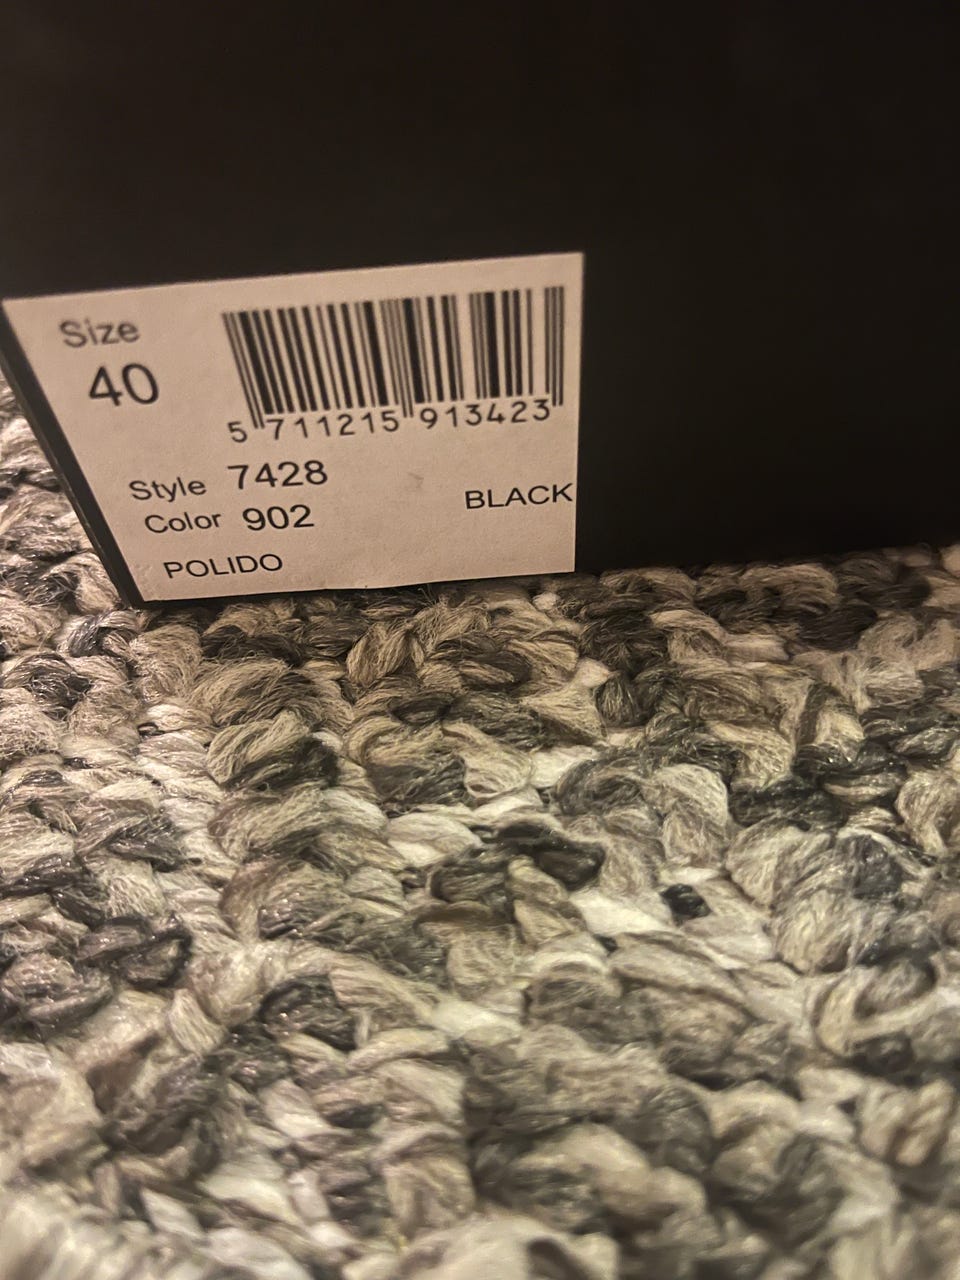 Size
40
5 711215 913423
Style 7428
Color 902 BLACK
POLIDO